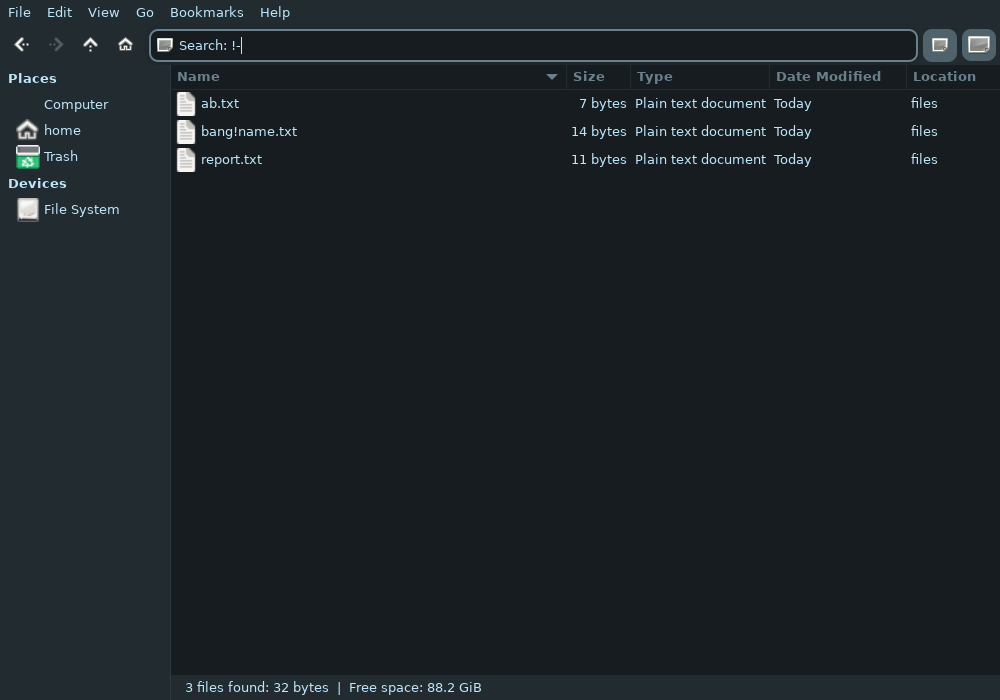 File Edit View Go Bookmarks Help
Search: !-
Places
Computer
home
Trash
Devices
File System
Name Size Type Date Modified Location
ab.txt 7 bytes Plain text document Today files
bang!name.txt 14 bytes Plain text document Today files
report.txt 11 bytes Plain text document Today files
3 files found: 32 bytes | Free space: 88.2 GiB